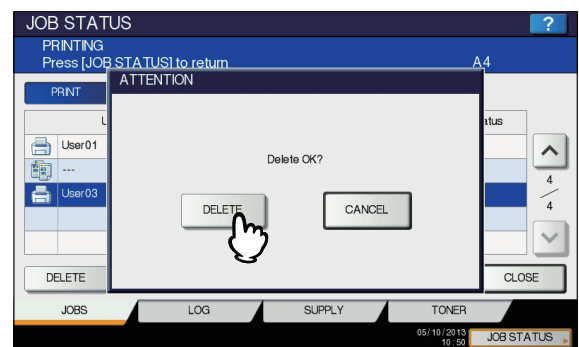 JOB STATUS
?
PRINTING
Press [JOB STATUS] to return
A4
ATTENTION
PRINT
User01
---
User03
Delete OK?
DELETE
CANCEL
4
4
DELETE
CLOSE
JOBS
LOG
SUPPLY
TONER
05/10/2013
10:50
JOB STATUS